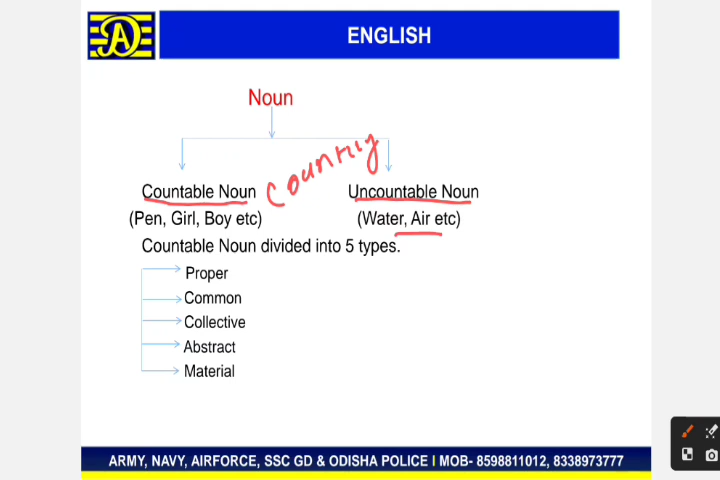 ENGLISH
Noun
Country
Countable Noun
Uncountable Noun
(Pen, Girl, Boy etc)
(Water, Air etc)
Countable Noun divided into 5 types.
Proper
Common
Collective
Abstract
Material
ARMY, NAVY, AIRFORCE, SSC GD & ODISHA POLICE I MOB- 8598811012, 8338973777